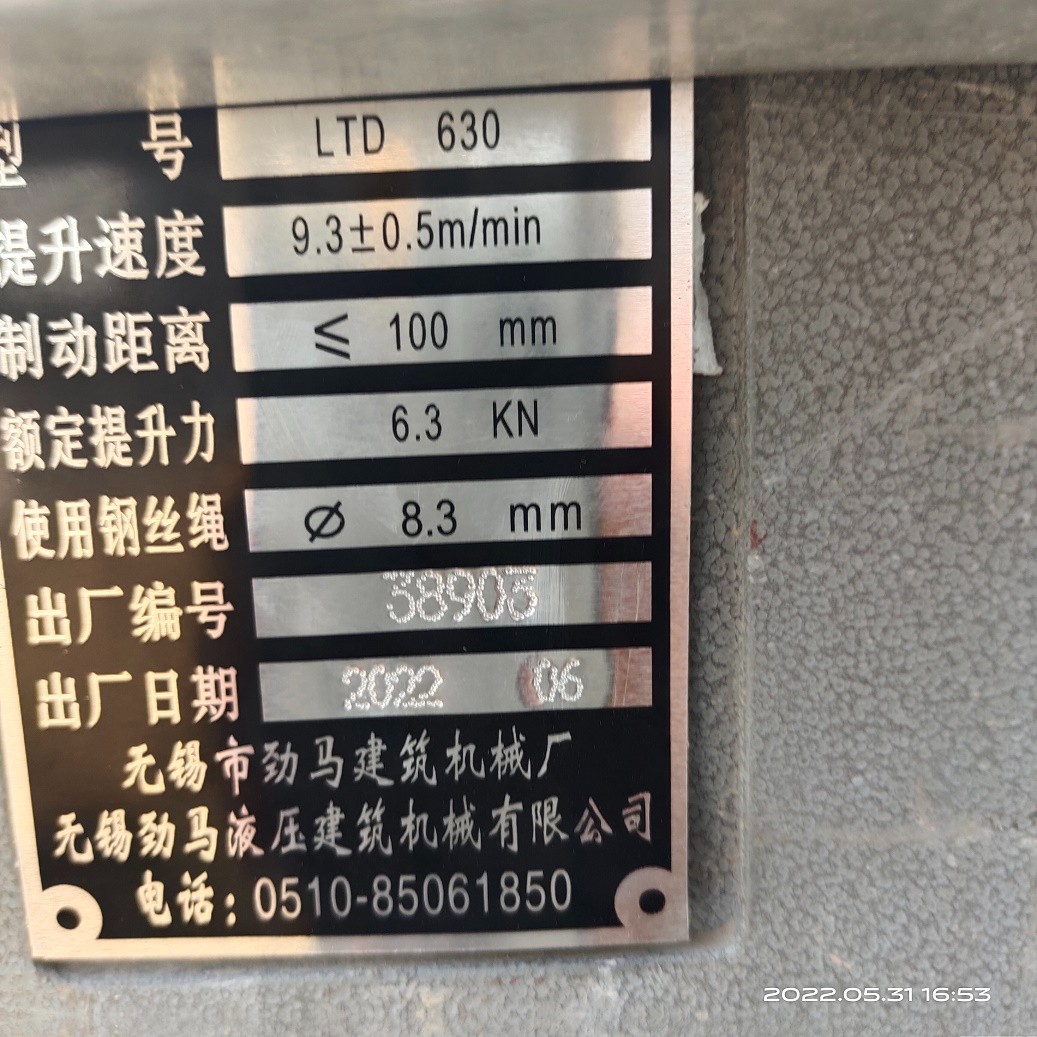 型号 LTD 630
提升速度 9.3±0.5m/min
制动距离 ≤ 100 mm
额定提升力 6.3 KN
使用钢丝绳 Ø 8.3 mm
出厂编号 38903
出厂日期 2022 06
无锡市劲马建筑机械厂
无锡劲马液压建筑机械有限公司
电话:0510-85061850
2022.05.31 16:53